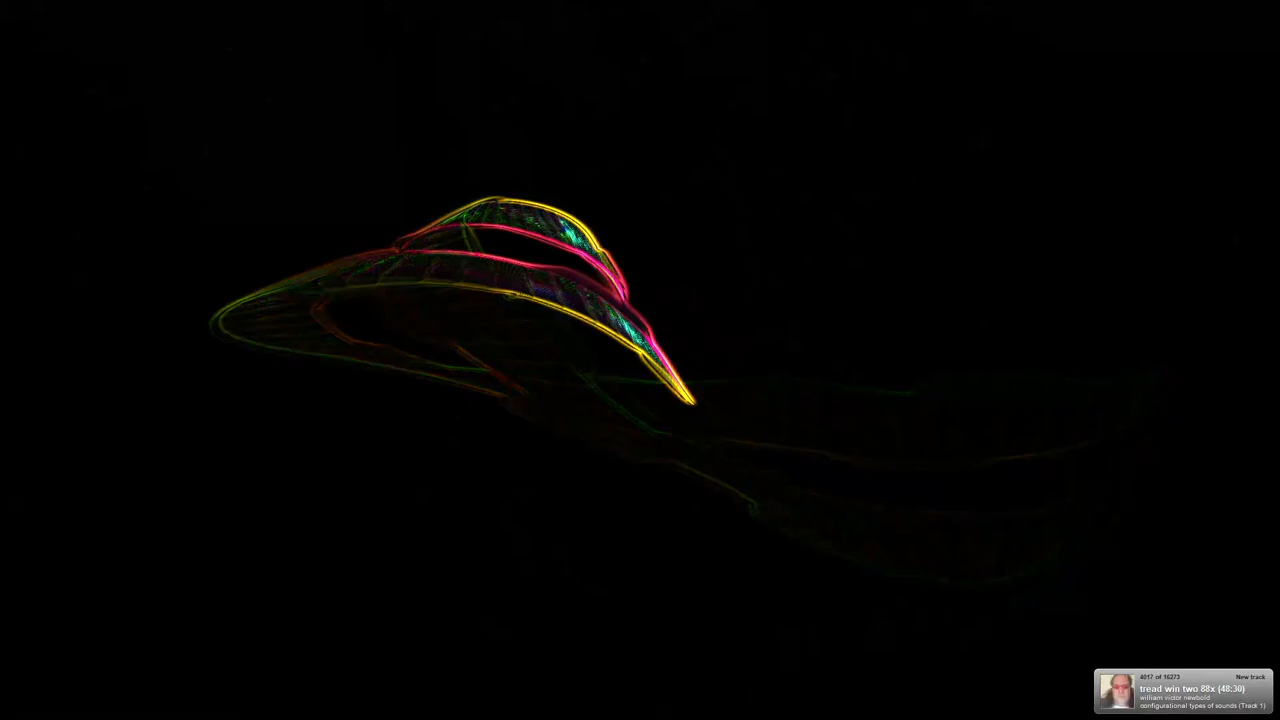 4017 of 16273 New track
tread win two 88x (48:30)
william victor newbold
configurational types of sounds (Track 1)